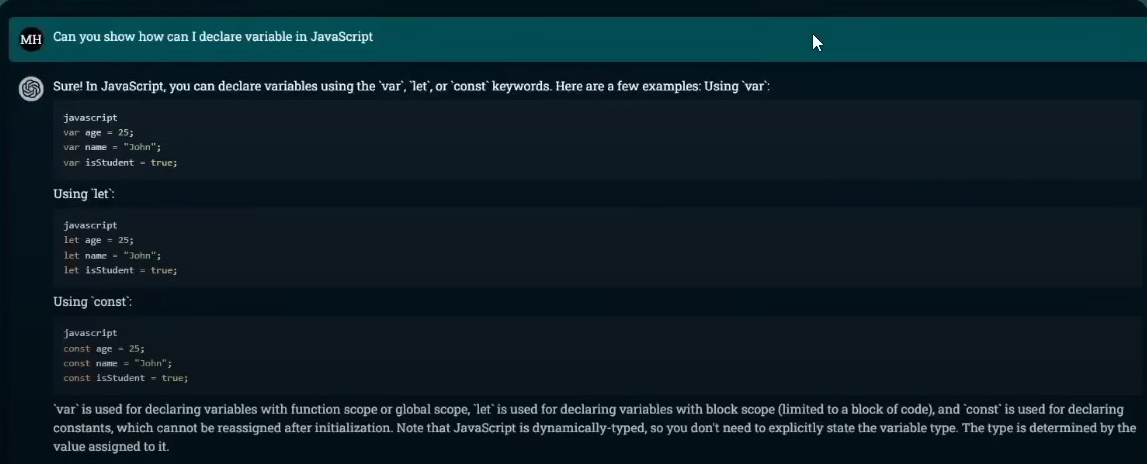 MH Can you show how can I declare variable in JavaScript
Sure! In JavaScript, you can declare variables using the `var`, `let`, or `const` keywords. Here are a few examples: Using `var`:
javascript
var age = 25;
var name = "John";
var isStudent = true;
Using `let`:
javascript
let age = 25;
let name = "John";
let isStudent = true;
Using `const`:
javascript
const age = 25;
const name = "John";
const isStudent = true;
`var` is used for declaring variables with function scope or global scope, `let` is used for declaring variables with block scope (limited to a block of code), and `const` is used for declaring
constants, which cannot be reassigned after initialization. Note that JavaScript is dynamically-typed, so you don't need to explicitly state the variable type. The type is determined by the
value assigned to it.